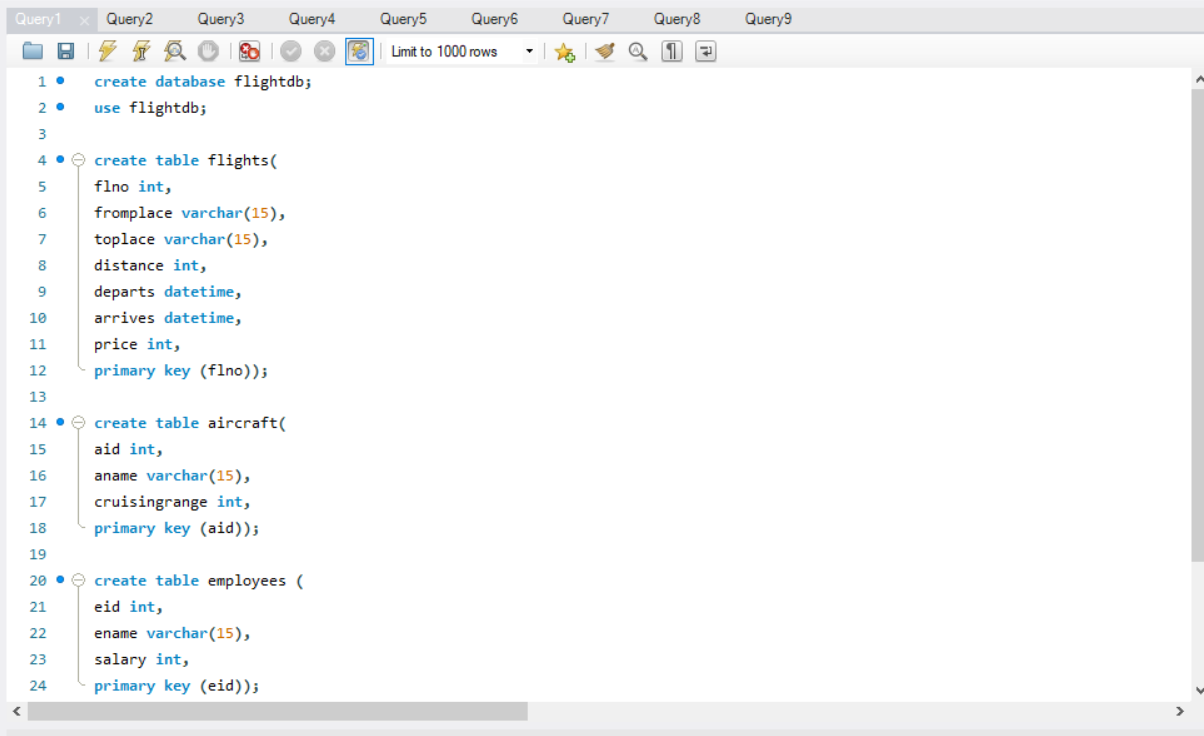 Query1 Query2 Query3 Query4 Query5 Query6 Query7 Query8 Query9
Limit to 1000 rows
1 create database flightdb;
2 use flightdb;
3
4 create table flights(
5 flno int,
6 fromplace varchar(15),
7 toplace varchar(15),
8 distance int,
9 departs datetime,
10 arrives datetime,
11 price int,
12 primary key (flno));
13
14 create table aircraft(
15 aid int,
16 aname varchar(15),
17 cruisingrange int,
18 primary key (aid));
19
20 create table employees (
21 eid int,
22 ename varchar(15),
23 salary int,
24 primary key (eid));